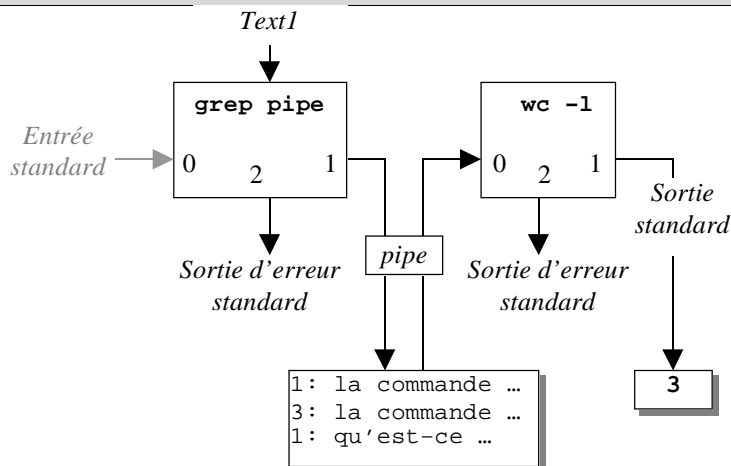 Text1
grep pipe
wc -l
Entrée
standard
0
2
1
0
2
1
Sortie
standard
pipe
Sortie d'erreur
standard
Sortie d'erreur
standard
1: la commande …
3: la commande …
1: qu'est-ce …
3